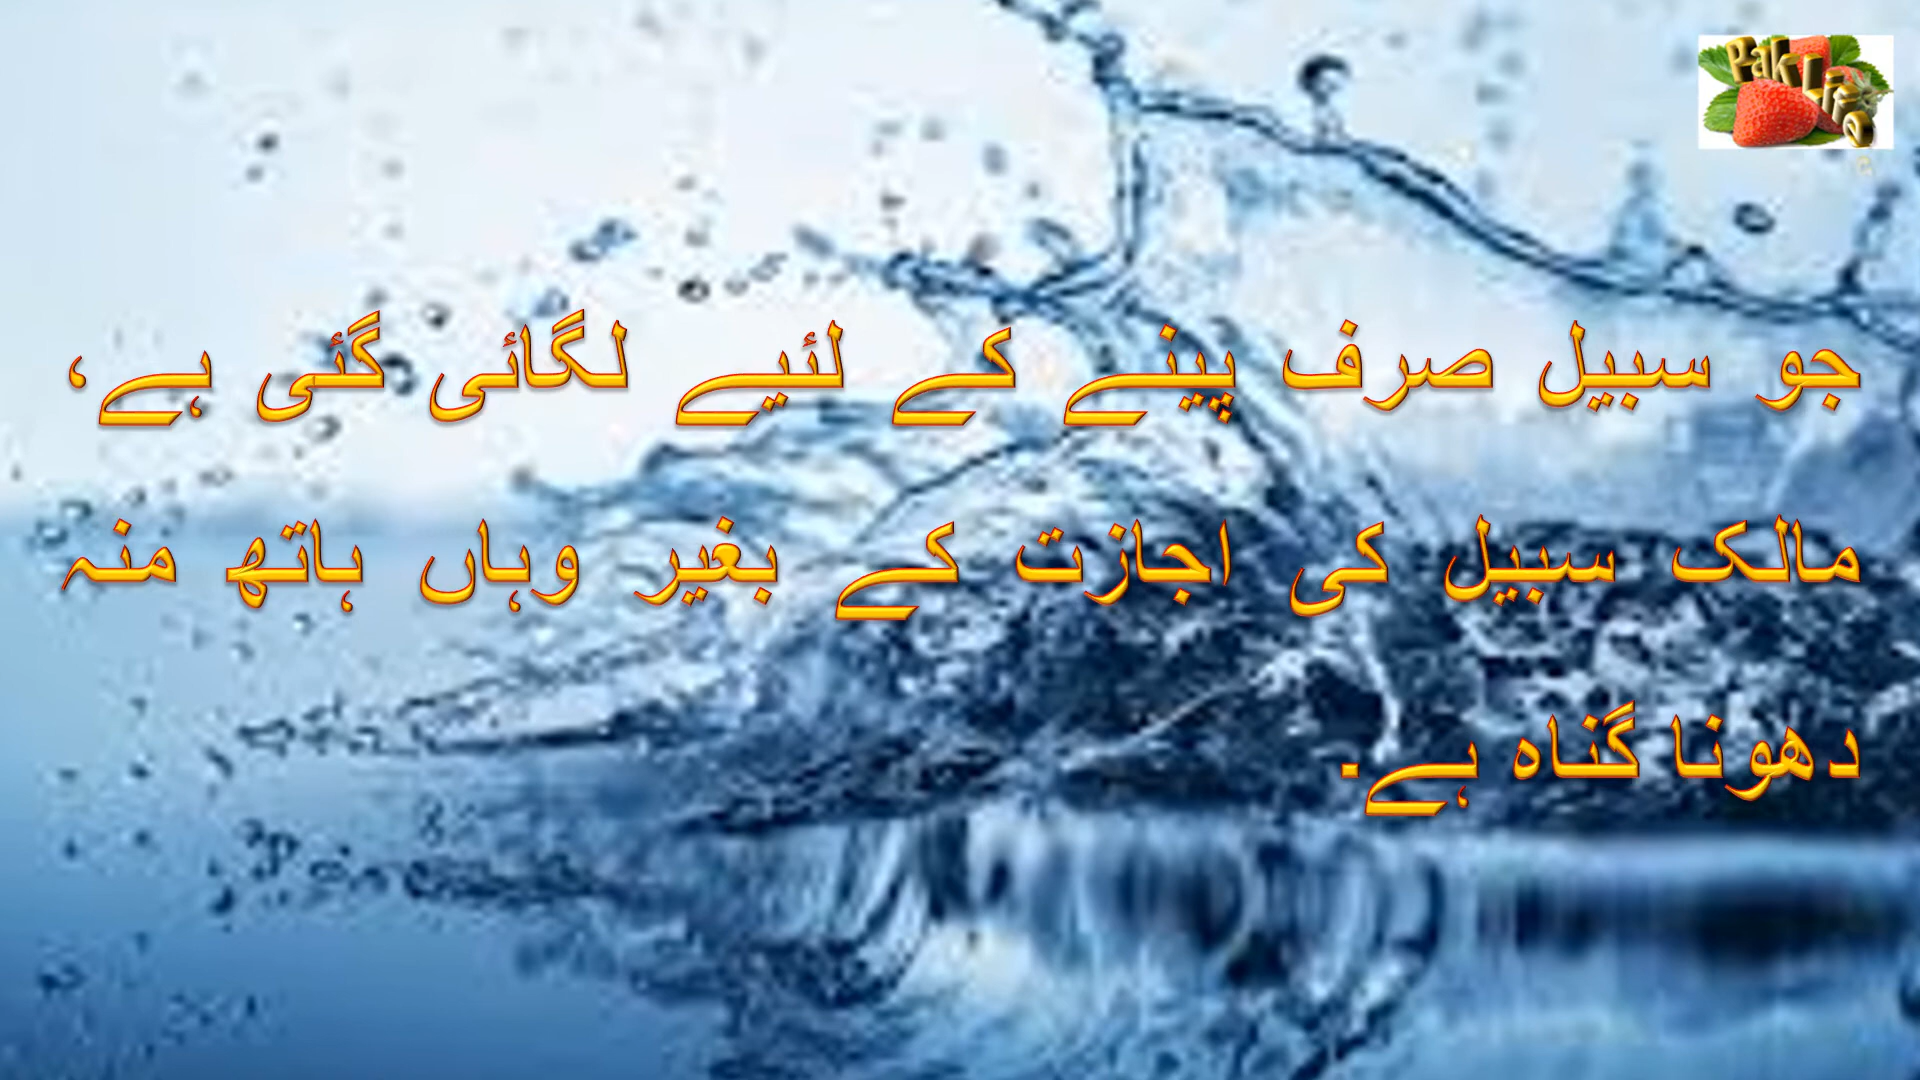 Pak Life
جو سبیل صرف پینے کے لئیے لگائی گئی ہے،
مالک سبیل کی اجازت کے بغیر وہاں ہاتھ منہ
دھونا گناہ ہے.